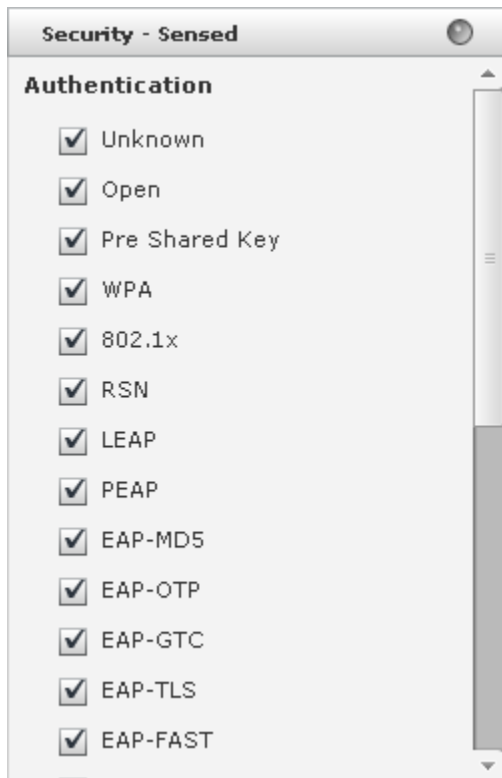 Security - Sensed
Authentication
Unknown
Open
Pre Shared Key
WPA
802.1x
RSN
LEAP
PEAP
EAP-MD5
EAP-OTP
EAP-GTC
EAP-TLS
EAP-FAST